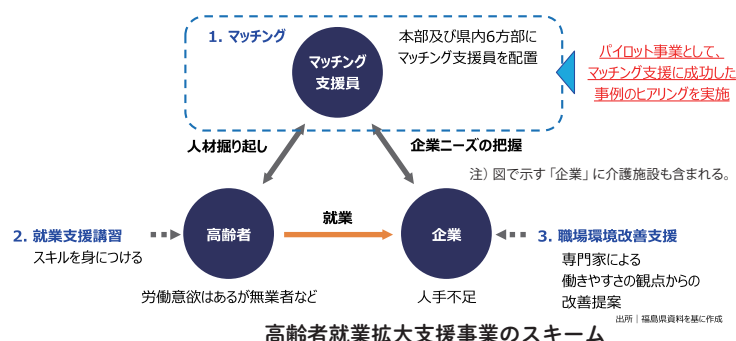 1. マッチング
マッチング
支援員
本部及び県内6方部に
マッチング支援員を配置
パイロット事業として、
マッチング支援に成功した
事例のヒアリングを実施
人材掘り起し
企業ニーズの把握
注）図で示す「企業」に介護施設も含まれる。
2. 就業支援講習
スキルを身につける
高齢者
就業
企業
3. 職場環境改善支援
専門家による
働きやすさの観点からの
改善提案
労働意欲はあるが無業者など
人手不足
出所｜福島県資料を基に作成
高齢者就業拡大支援事業のスキーム